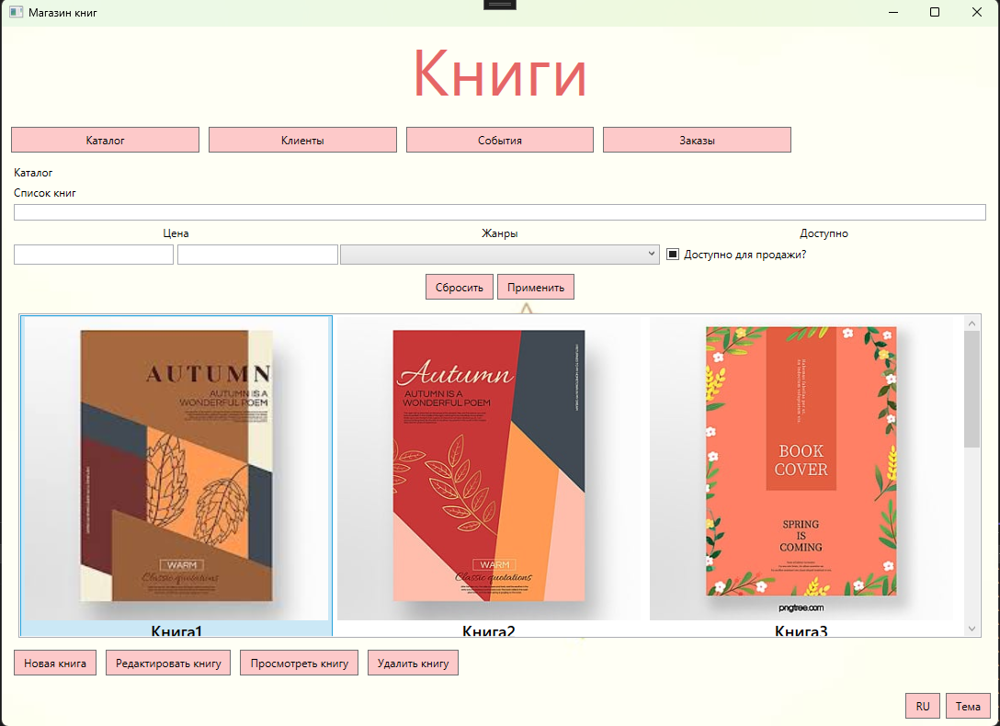 Магазин книг
Книги
Каталог
Клиенты
События
Заказы
Каталог
Список книг
Цена
Жанры
Доступно
Доступно для продажи?
Сбросить
Применить
AUTUMN
AUTUMN IS A
WONDERFUL POEM
WARM
Classic quotations
Книга1
Autumn
AUTUMN IS A
WONDERFUL POEM
WARM
Classic quotations
Книга2
BOOK
COVER
SPRING
IS
COMING
pngtree.com
Книга3
Новая книга
Редактировать книгу
Просмотреть книгу
Удалить книгу
RU
Тема